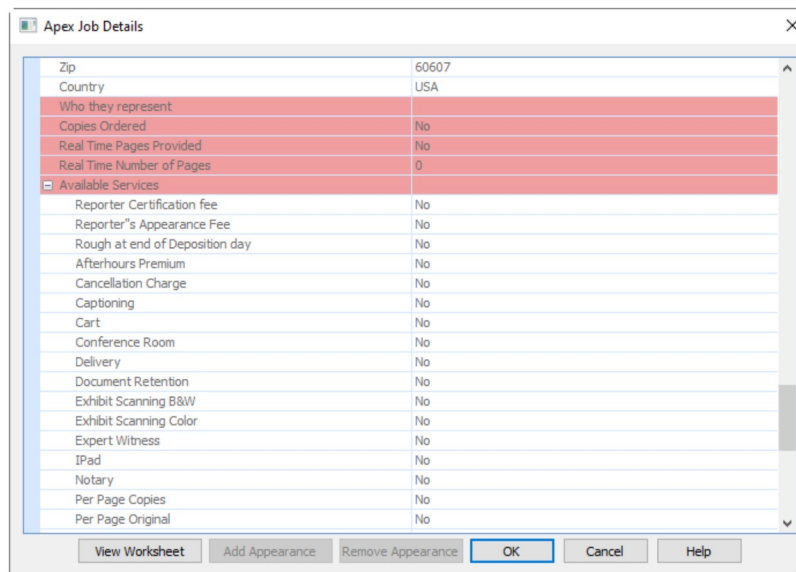 Apex Job Details
Zip 60607
Country USA
Who they represent
Copies Ordered No
Real Time Pages Provided No
Real Time Number of Pages 0
Available Services
Reporter Certification fee No
Reporter"s Appearance Fee No
Rough at end of Deposition day No
Afterhours Premium No
Cancellation Charge No
Captioning No
Cart No
Conference Room No
Delivery No
Document Retention No
Exhibit Scanning B&W No
Exhibit Scanning Color No
Expert Witness No
IPad No
Notary No
Per Page Copies No
Per Page Original No
View Worksheet Add Appearance Remove Appearance OK Cancel Help